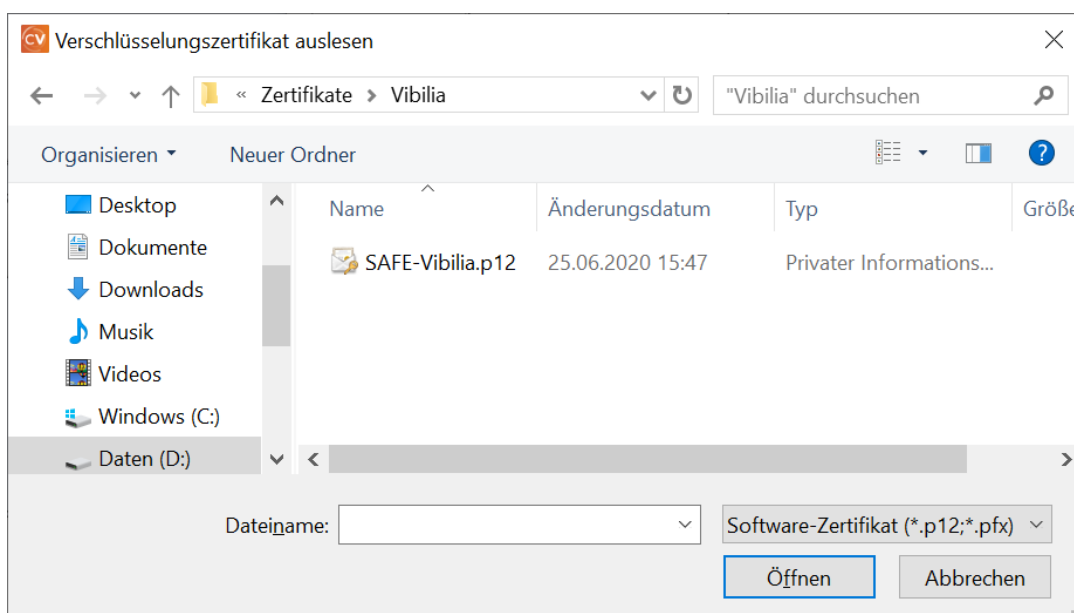 CV Verschlüsselungszertifikat auslesen
« Zertifikate > Vibilia
"Vibilia" durchsuchen
Organisieren
Neuer Ordner
?
Desktop
Dokumente
Downloads
Musik
Videos
Windows (C:)
Daten (D:)
Name Änderungsdatum Typ Größe
SAFE-Vibilia.p12 25.06.2020 15:47 Privater Informations...
Dateiname:
Software-Zertifikat (*.p12;*.pfx)
Öffnen
Abbrechen